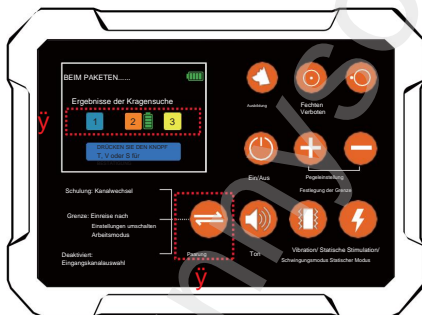 BEIM PAKETEN......
Ergebnisse der Kragensuche
1 2 3
DRÜCKEN SIE DEN KNOPF
T, V oder S für
ÿ
Ausbildung
Fechten
Verboten
Ein/Aus
Pegeleinstellung
Festlegung der Grenze
Schulung: Kanalwechsel
Grenze: Einreise nach
Einstellungen umschalten
Arbeitsmodus
Deaktiviert:
Eingangskanalauswahl
Paarung
Ton
Vibration/ Statische Stimulation/
Schwingungsmodus Statischer Modus
ÿ